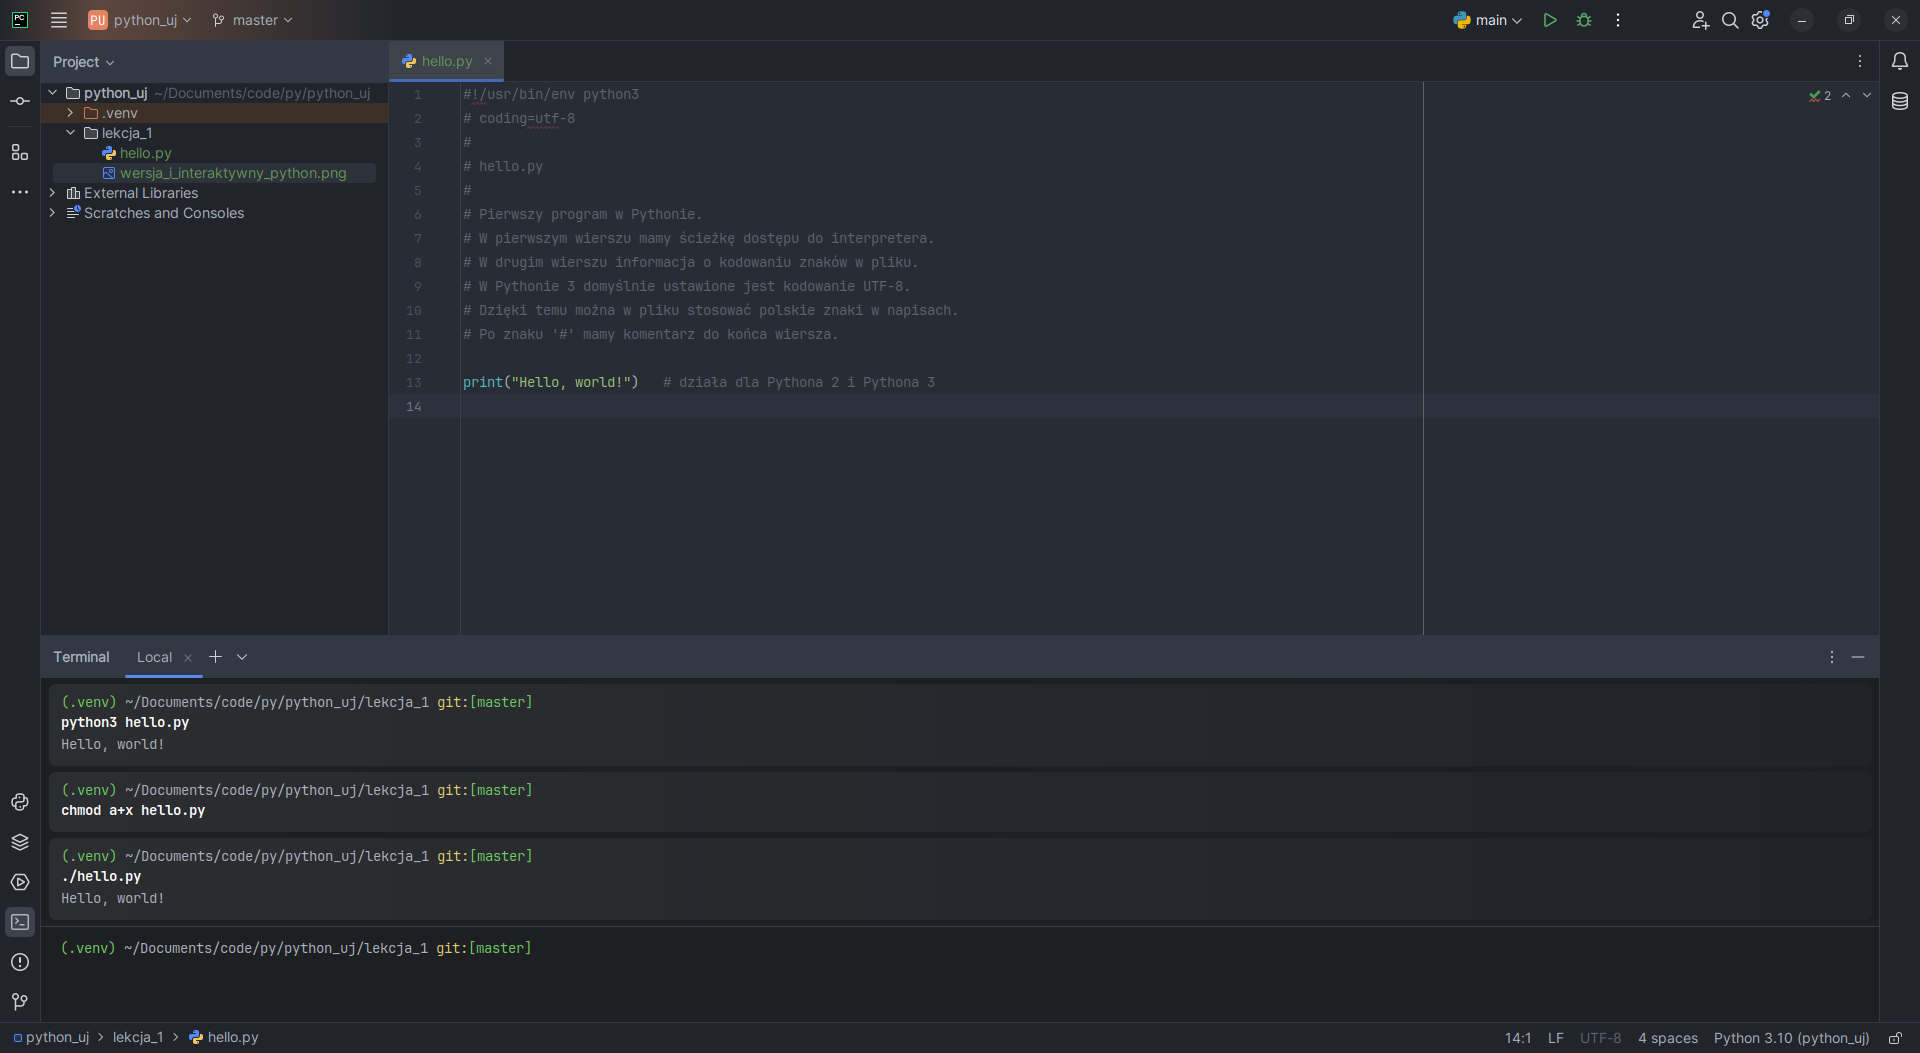 PC
PU python_uj master
main
Project
hello.py
python_uj ~/Documents/code/py/python_uj
.venv
lekcja_1
hello.py
wersja_i_interaktywny_python.png
External Libraries
Scratches and Consoles
1 #!/usr/bin/env python3
2 # coding=utf-8
3 #
4 # hello.py
5 #
6 # Pierwszy program w Pythonie.
7 # W pierwszym wierszu mamy ścieżkę dostępu do interpretera.
8 # W drugim wierszu informacja o kodowaniu znaków w pliku.
9 # W Pythonie 3 domyślnie ustawione jest kodowanie UTF-8.
10 # Dzięki temu można w pliku stosować polskie znaki w napisach.
11 # Po znaku '#' mamy komentarz do końca wiersza.
12
13 print("Hello, world!")   # działa dla Pythona 2 i Pythona 3
14
2
Terminal Local
(.venv) ~/Documents/code/py/python_uj/lekcja_1 git:[master]
python3 hello.py
Hello, world!
(.venv) ~/Documents/code/py/python_uj/lekcja_1 git:[master]
chmod a+x hello.py
(.venv) ~/Documents/code/py/python_uj/lekcja_1 git:[master]
./hello.py
Hello, world!
(.venv) ~/Documents/code/py/python_uj/lekcja_1 git:[master]
python_uj > lekcja_1 > hello.py
14:1 LF UTF-8 4 spaces Python 3.10 (python_uj)